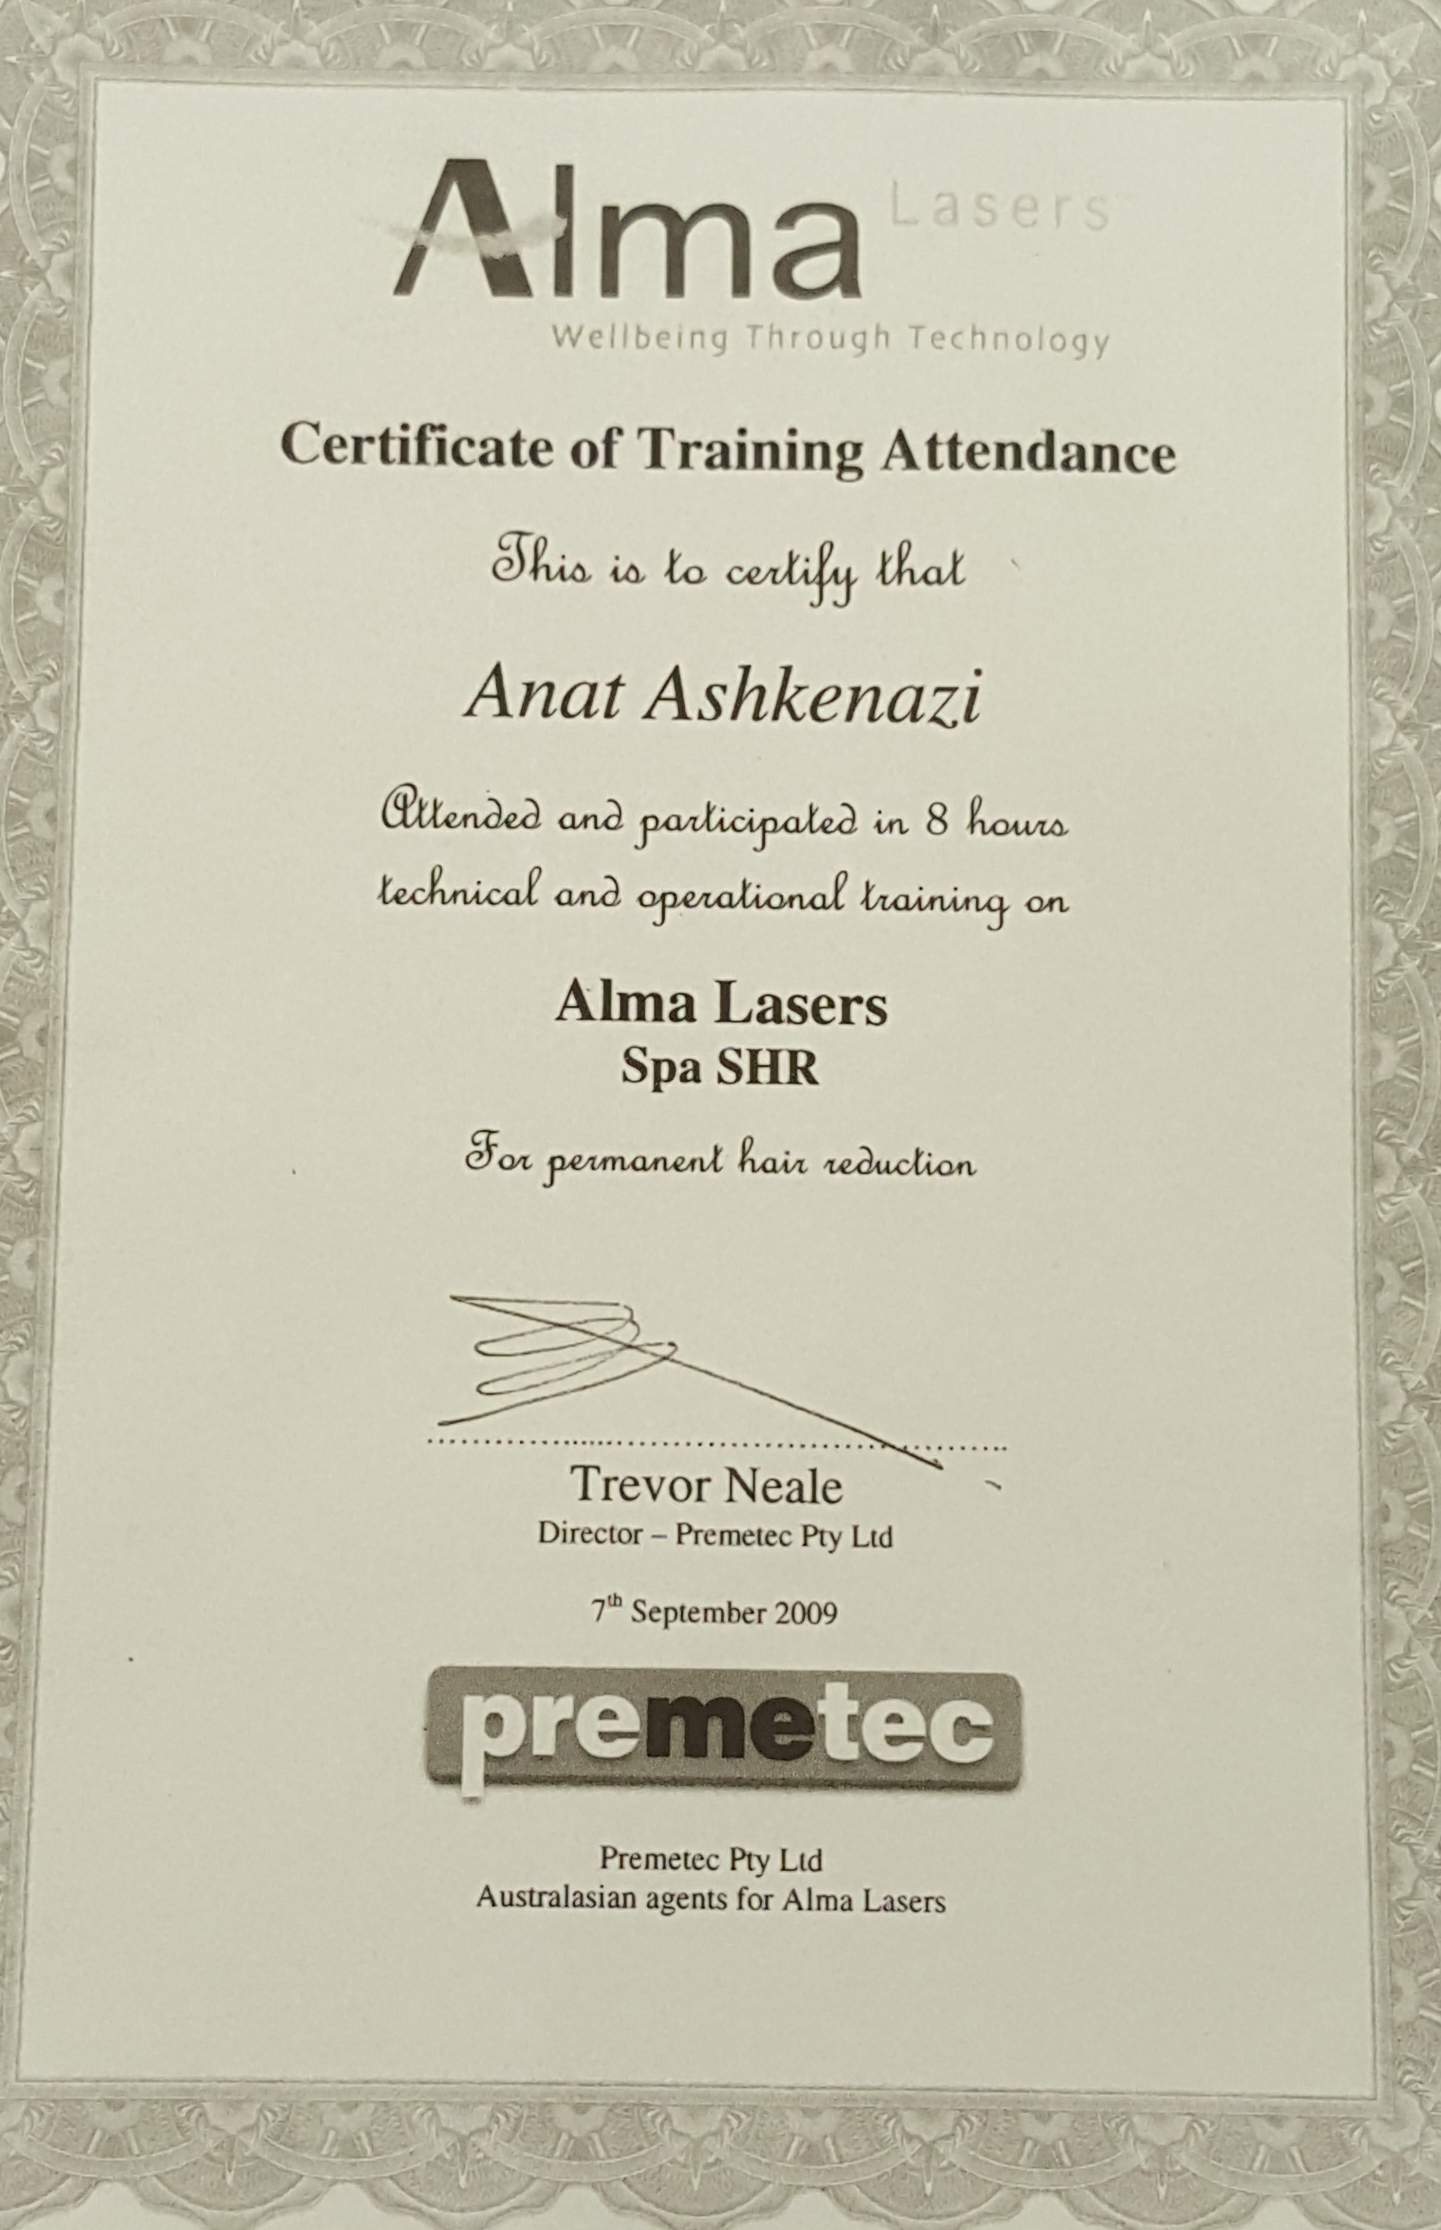 Alma Lasers
Wellbeing Through Technology
Certificate of Training Attendance
This is to certify that
Anat Ashkenazi
Attended and participated in 8 hours
technical and operational training on
Alma Lasers
Spa SHR
For permanent hair reduction
Trevor Neale
Director – Premetec Pty Ltd
7th September 2009
premetec
Premetec Pty Ltd
Australasian agents for Alma Lasers